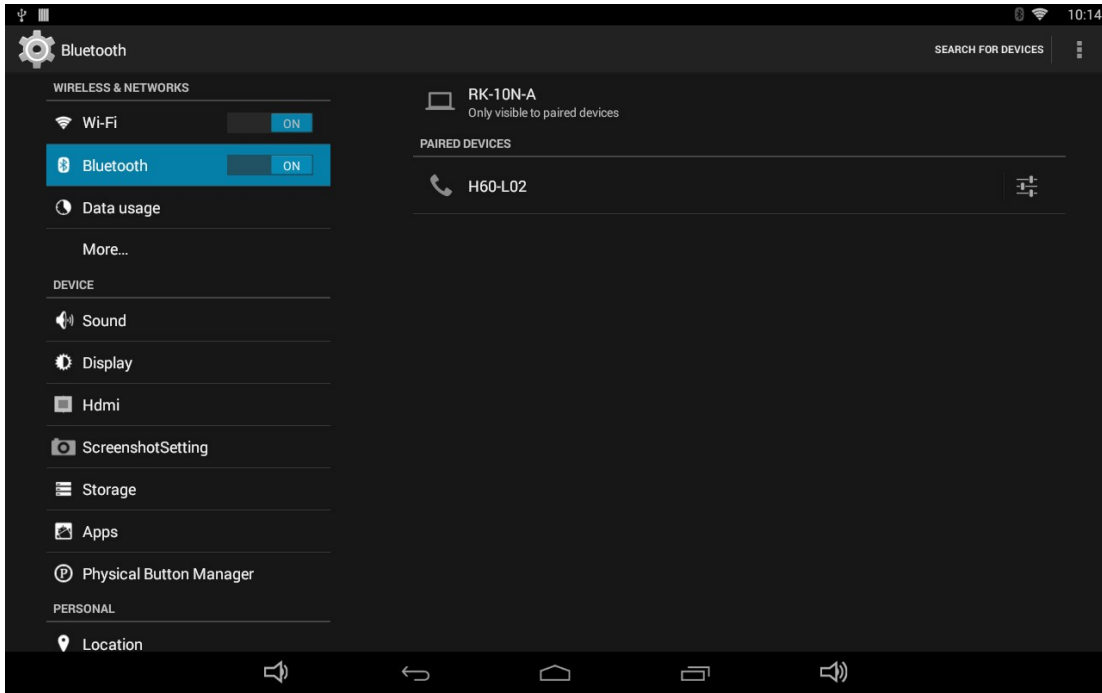 10:14
Bluetooth
SEARCH FOR DEVICES
WIRELESS & NETWORKS
Wi-Fi
ON
Bluetooth
ON
Data usage
More...
DEVICE
Sound
Display
Hdmi
ScreenshotSetting
Storage
Apps
P
Physical Button Manager
PERSONAL
Location
RK-10N-A
Only visible to paired devices
PAIRED DEVICES
H60-L02